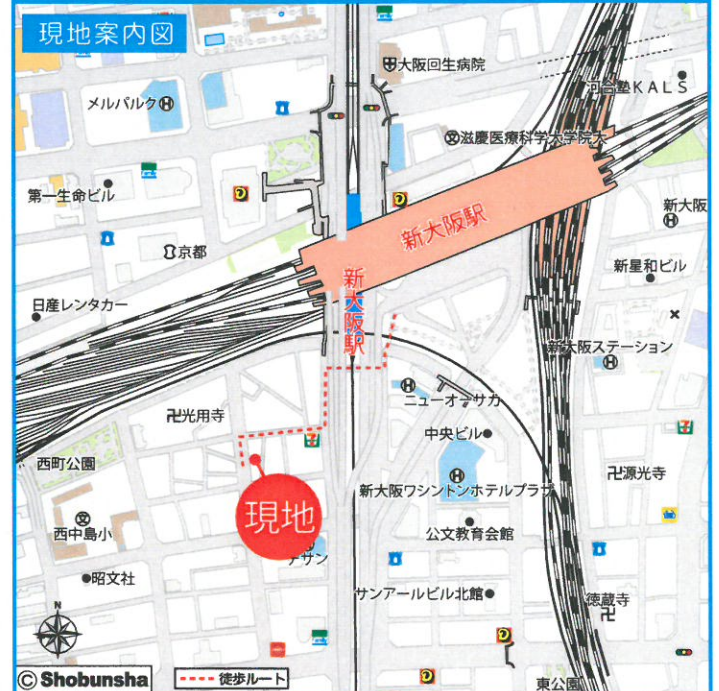 現地案内図
大阪回生病院
河合塾KALS
メルパルク
滋慶医療科学大学院大
第一生命ビル
新大阪
京都
新大阪駅
新星和ビル
新大阪駅
日産レンタカー
新大阪ステーション
ニューオーサカ
光用寺
中央ビル
西町公園
新大阪ワシントンホテルプラザ
源光寺
現地
西中島小
公文教育会館
チサン
昭文社
サンアールビル北館
徳蔵寺
N
© Shobunsha
徒歩ルート
東公園